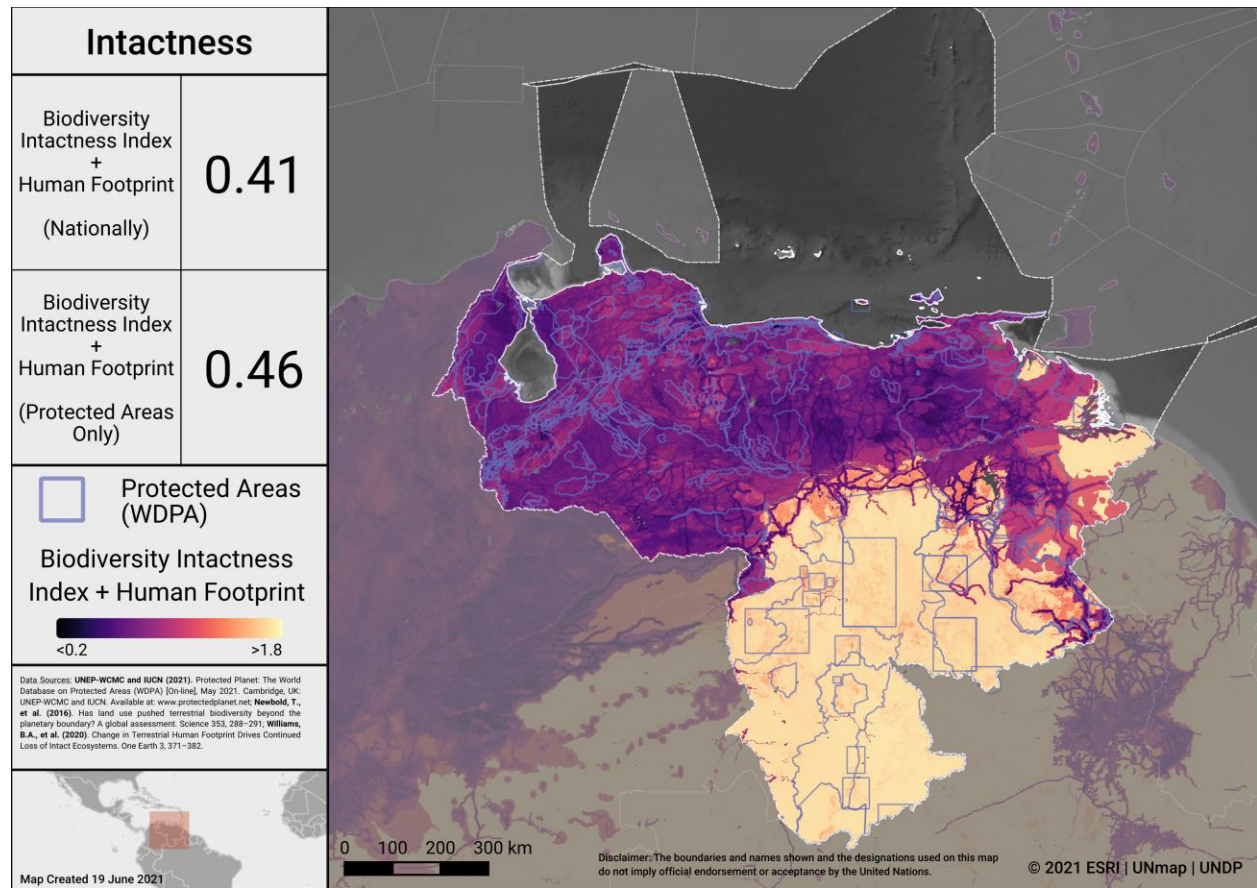 Intactness
Biodiversity
Intactness Index
+
Human Footprint
(Nationally)
0.41
Biodiversity
Intactness Index
+
Human Footprint
(Protected Areas
Only)
0.46
Protected Areas
(WDPA)
Biodiversity Intactness
Index + Human Footprint
<0.2
>1.8
Data Sources: UNEP-WCMC and IUCN (2021). Protected Planet: The World
Database on Protected Areas (WDPA) [On-line], May 2021. Cambridge, UK:
UNEP-WCMC and IUCN. Available at: www.protectedplanet.net; Newbold, T.,
et al. (2016). Has land use pushed terrestrial biodiversity beyond the
planetary boundary? A global assessment. Science 353, 288–291; Williams,
B.A., et al. (2020). Change in Terrestrial Human Footprint Drives Continued
Loss of Intact Ecosystems. One Earth 3, 371–382.
Map Created 19 June 2021
0 100 200 300 km
Disclaimer: The boundaries and names shown and the designations used on this map
do not imply official endorsement or acceptance by the United Nations.
© 2021 ESRI | UNmap | UNDP